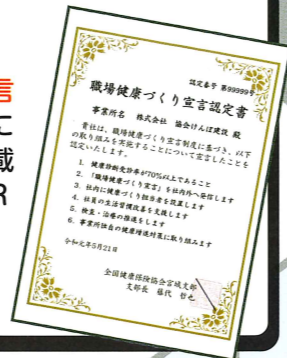 言
に
載
R
認定番号 第99999号
職場健康づくり宣言認定書
事業所名 株式会社 協会けんぽ建設 殿
貴社は、職場健康づくり宣言制度に基づき、以下
の取り組みを実施することについて宣言したことを
認定いたします。
1. 健康診断受診率が70%以上であること
2. 「職場健康づくり宣言」を社内外へ発信します
3. 社内に健康づくり担当者を設置します
4. 社員の生活習慣改善を支援します
5. 検査・治療の推進をします
6. 事業所独自の健康増進対策に取り組みます
令和元年5月21日
全国健康保険協会宮城支部
支部長 藤代 哲也